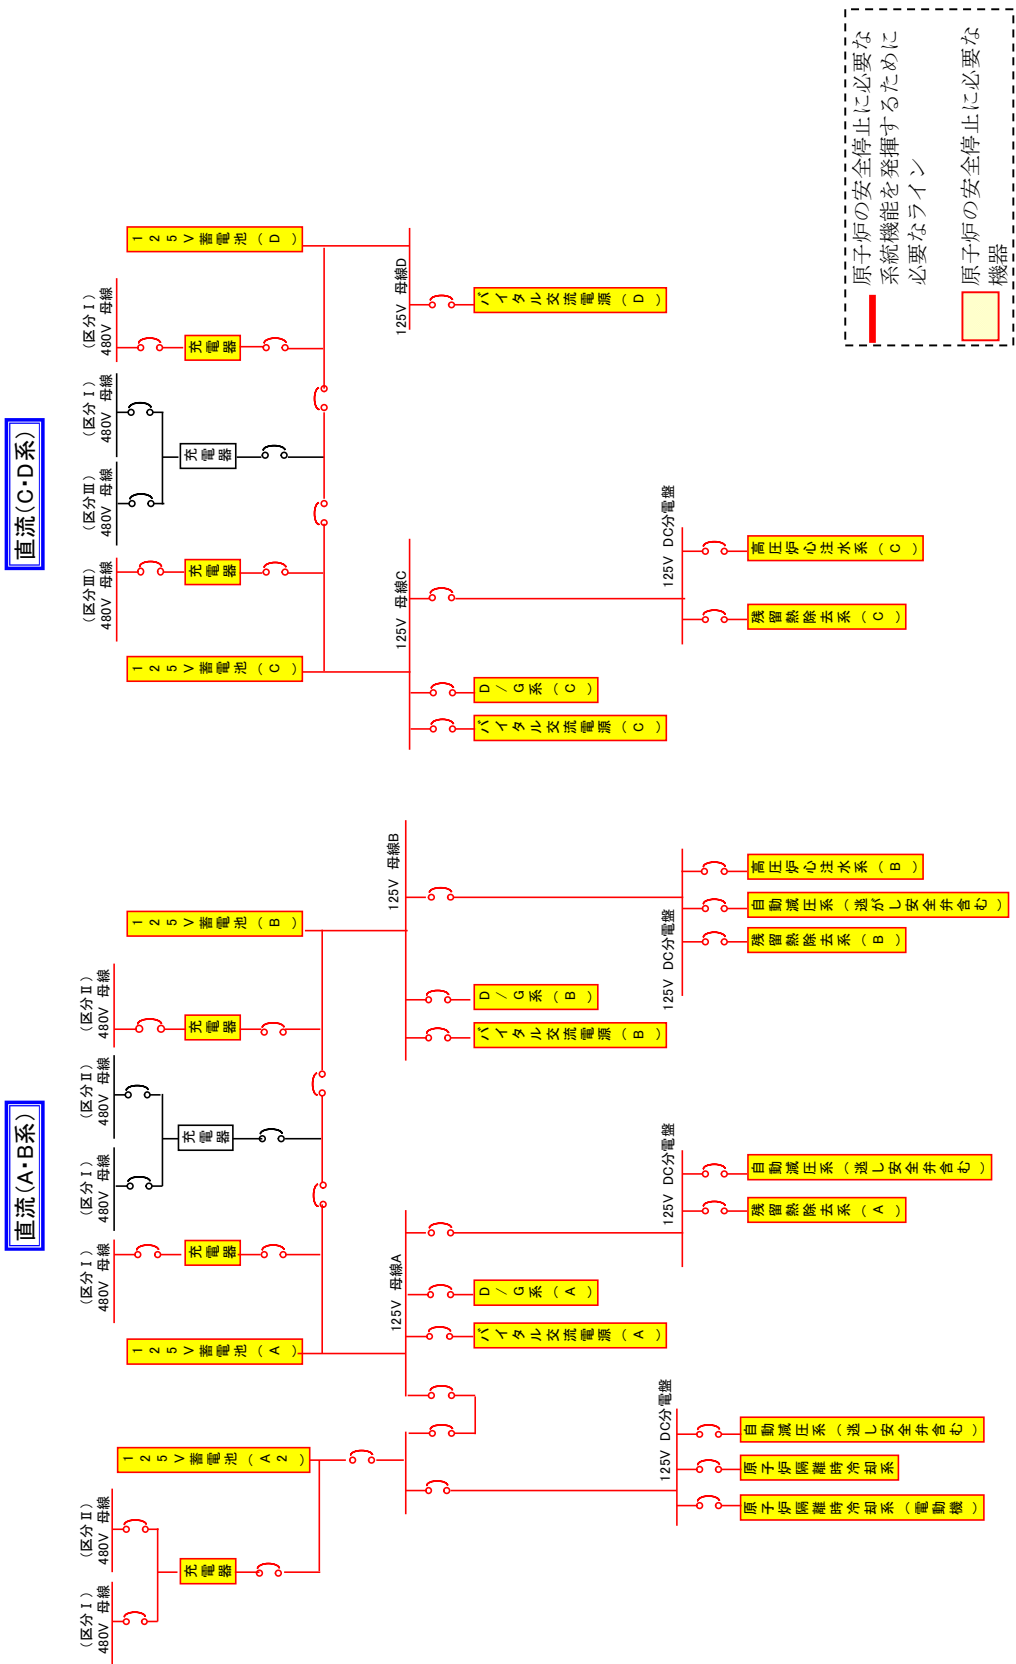 直流(A・B系)
直流(C・D系)
(区分Ⅰ)
480V 母線
(区分Ⅱ)
480V 母線
(区分Ⅰ)
480V 母線
(区分Ⅰ)
480V 母線
(区分Ⅱ)
480V 母線
(区分Ⅱ)
480V 母線
(区分Ⅲ)
480V 母線
(区分Ⅲ)
480V 母線
(区分Ⅰ)
480V 母線
(区分Ⅰ)
480V 母線
充電器
充電器
充電器
充電器
充電器
充電器
充電器
125V蓄電池(A2)
125V蓄電池(A)
125V蓄電池(B)
125V蓄電池(C)
125V蓄電池(D)
125V 母線A
125V 母線B
125V 母線C
125V 母線D
バイタル交流電源(A)
D/G系(A)
バイタル交流電源(B)
D/G系(B)
バイタル交流電源(C)
D/G系(C)
バイタル交流電源(D)
125V DC分電盤
125V DC分電盤
125V DC分電盤
125V DC分電盤
原子炉隔離時冷却系(電動機)
原子炉隔離時冷却系
自動減圧系(逃し安全弁含む)
残留熱除去系(A)
自動減圧系(逃し安全弁含む)
残留熱除去系(B)
自動減圧系(逃がし安全弁含む)
高圧炉心注水系(B)
残留熱除去系(C)
高圧炉心注水系(C)
原子炉の安全停止に必要な
系統機能を発揮するために
必要なライン
原子炉の安全停止に必要な
機器